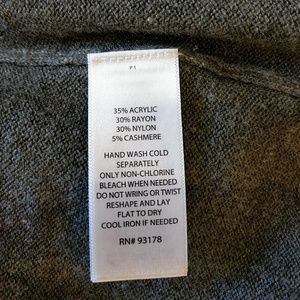 P1
35% ACRYLIC
30% RAYON
30% NYLON
5% CASHMERE
HAND WASH COLD
SEPARATELY
ONLY NON-CHLORINE
BLEACH WHEN NEEDED
DO NOT WRING OR TWIST
RESHAPE AND LAY
FLAT TO DRY
COOL IRON IF NEEDED
RN# 93178